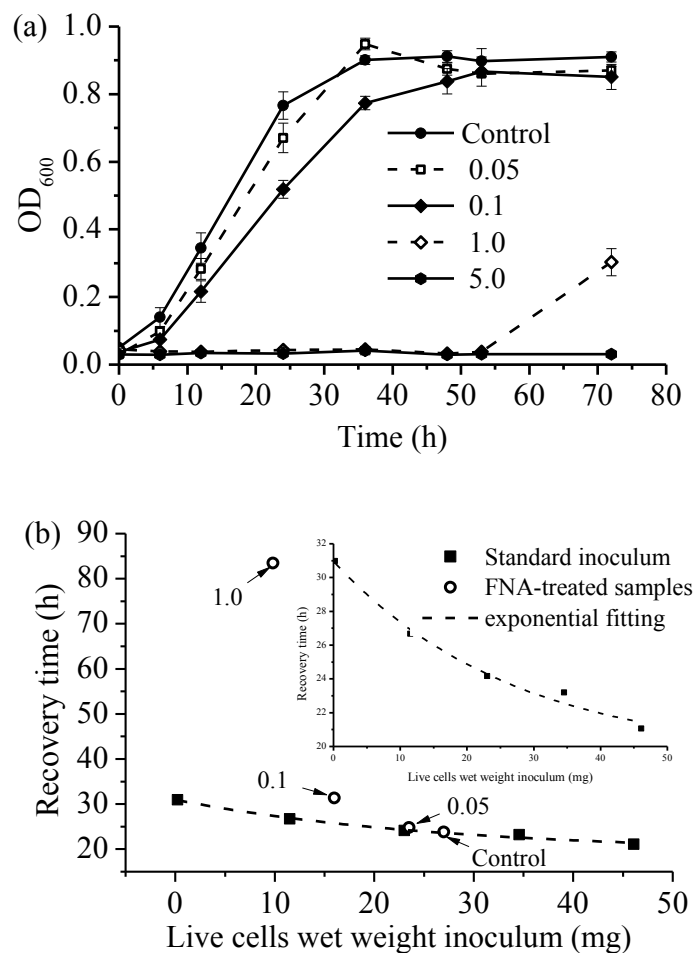 (a)
1.0
0.8
0.6
0.4
0.2
0.0
OD600
Control
0.05
0.1
1.0
5.0
0 10 20 30 40 50 60 70 80
Time (h)
(b)
90
80
70
60
50
40
30
20
Recovery time (h)
1.0
0.1
0.05
Control
Standard inoculum
FNA-treated samples
exponential fitting
32
30
28
26
24
22
20
Recovery time (h)
0 10 20 30 40 50
Live cells wet weight inoculum (mg)
0 10 20 30 40 50
Live cells wet weight inoculum (mg)